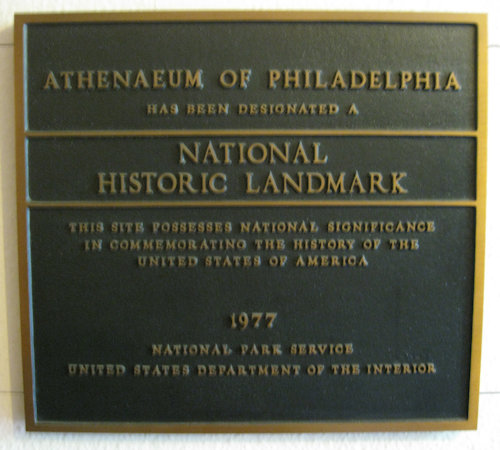 ATHENAEUM OF PHILADELPHIA
HAS BEEN DESIGNATED A
NATIONAL
HISTORIC LANDMARK
THIS SITE POSSESSES NATIONAL SIGNIFICANCE
IN COMMEMORATING THE HISTORY OF THE
UNITED STATES OF AMERICA
1977
NATIONAL PARK SERVICE
UNITED STATES DEPARTMENT OF THE INTERIOR